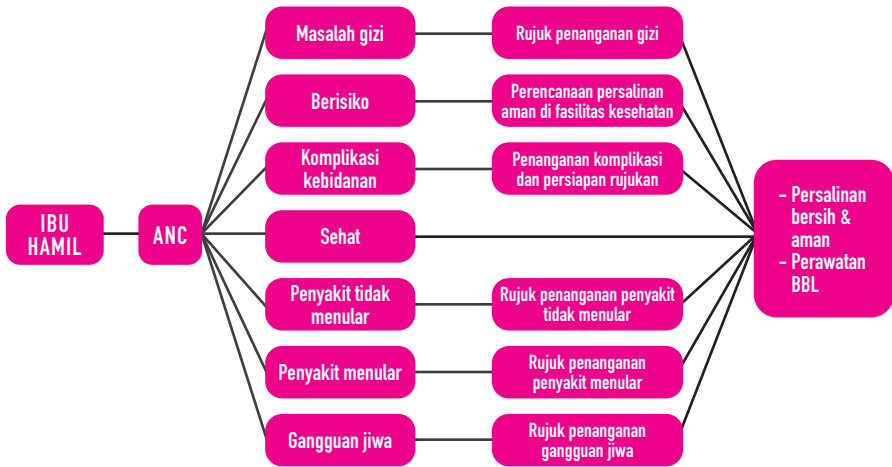 IBU
HAMIL
ANC
Masalah gizi
Rujuk penanganan gizi
Berisiko
Perencanaan persalinan
aman di fasilitas kesehatan
Komplikasi
kebidanan
Penanganan komplikasi
dan persiapan rujukan
Sehat
Penyakit tidak
menular
Rujuk penanganan penyakit
tidak menular
Penyakit menular
Rujuk penanganan
penyakit menular
Gangguan jiwa
Rujuk penanganan
gangguan jiwa
- Persalinan
bersih &
aman
- Perawatan
BBL